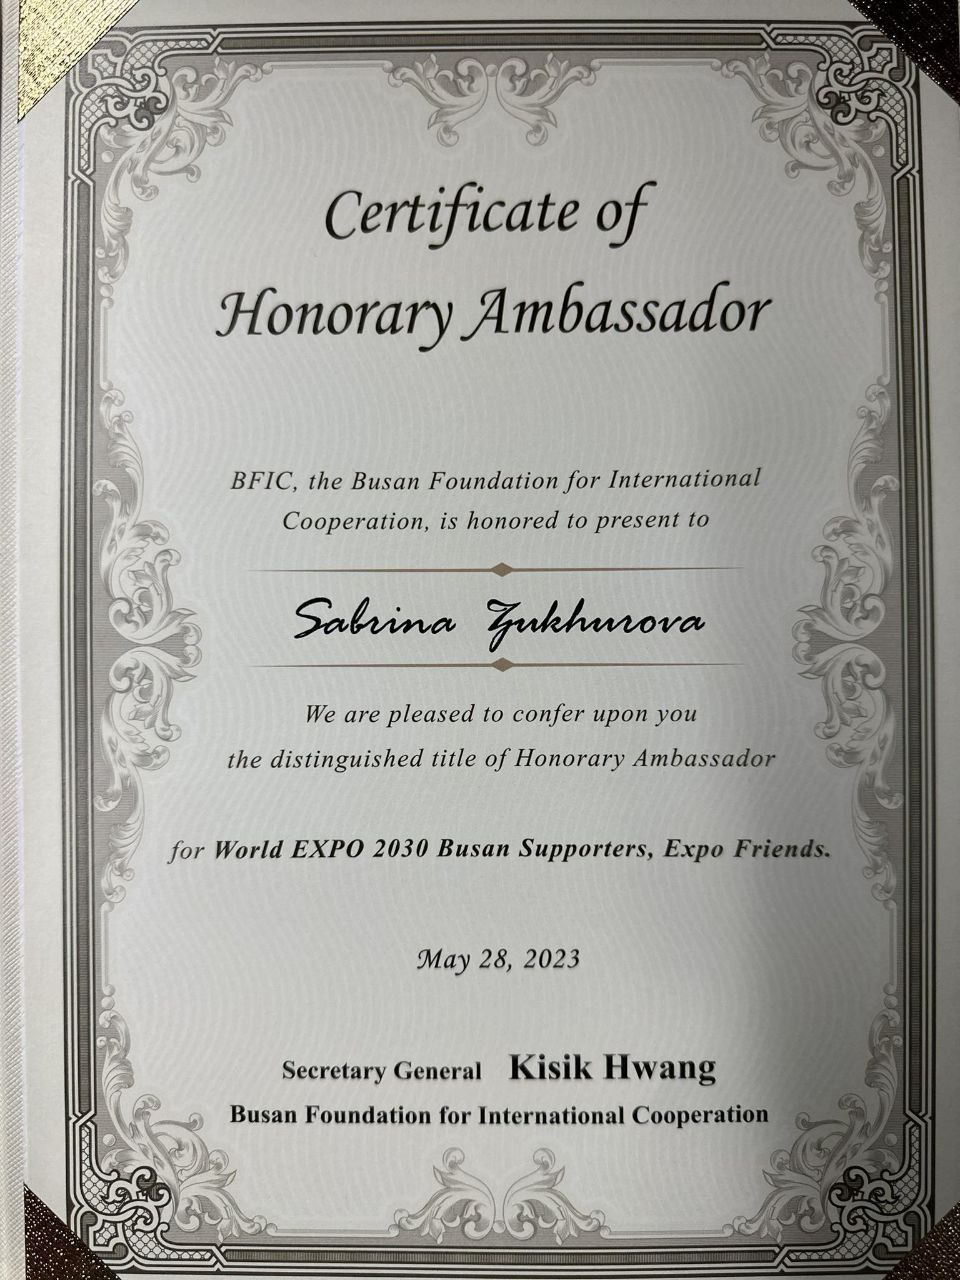 Certificate of
Honorary Ambassador
BFIC, the Busan Foundation for International
Cooperation, is honored to present to
Sabrina Zukhurova
We are pleased to confer upon you
the distinguished title of Honorary Ambassador
for World EXPO 2030 Busan Supporters, Expo Friends.
May 28, 2023
Secretary General Kisik Hwang
Busan Foundation for International Cooperation